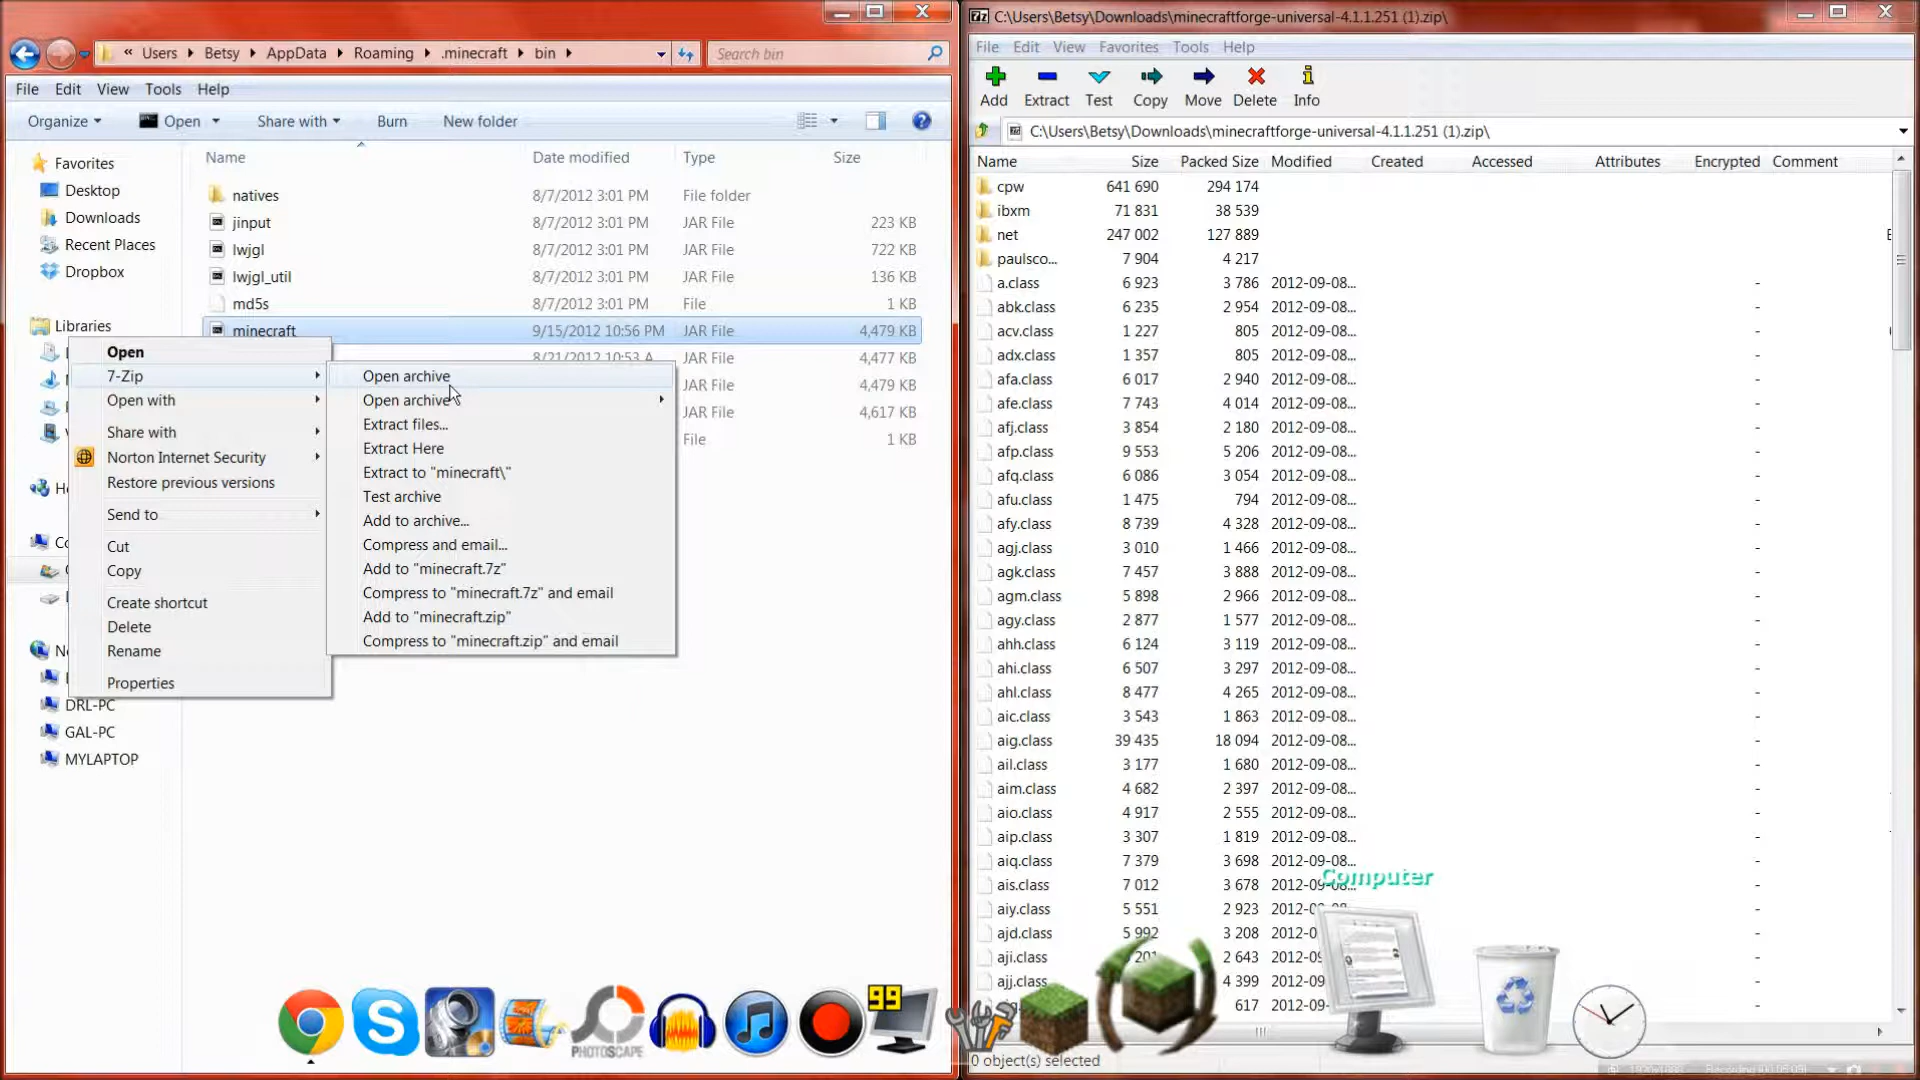 « Users ▸ Betsy ▸ AppData ▸ Roaming ▸ .minecraft ▸ bin ▸
Search bin
File Edit View Tools Help
Organize Open Share with Burn New folder
Name Date modified Type Size
Favorites
Desktop
Downloads
Recent Places
Dropbox
Libraries
DRL-PC
GAL-PC
MYLAPTOP
natives 8/7/2012 3:01 PM File folder
jinput 8/7/2012 3:01 PM JAR File 223 KB
lwjgl 8/7/2012 3:01 PM JAR File 722 KB
lwjgl_util 8/7/2012 3:01 PM JAR File 136 KB
md5s 8/7/2012 3:01 PM File 1 KB
minecraft 9/15/2012 10:56 PM JAR File 4,479 KB
8/21/2012 10:53 A JAR File 4,477 KB
JAR File 4,479 KB
JAR File 4,617 KB
File 1 KB
Open
7-Zip
Open with
Share with
Norton Internet Security
Restore previous versions
Send to
Cut
Copy
Create shortcut
Delete
Rename
Properties
Open archive
Open archive
Extract files...
Extract Here
Extract to "minecraft\"
Test archive
Add to archive...
Compress and email...
Add to "minecraft.7z"
Compress to "minecraft.7z" and email
Add to "minecraft.zip"
Compress to "minecraft.zip" and email
PHOTOSCAPE
99
7z C:\Users\Betsy\Downloads\minecraftforge-universal-4.1.1.251 (1).zip\
File Edit View Favorites Tools Help
Add Extract Test Copy Move Delete Info
C:\Users\Betsy\Downloads\minecraftforge-universal-4.1.1.251 (1).zip\
Name Size Packed Size Modified Created Accessed Attributes Encrypted Comment
cpw 641 690 294 174
ibxm 71 831 38 539
net 247 002 127 889
paulsco... 7 904 4 217
a.class 6 923 3 786 2012-09-08... -
abk.class 6 235 2 954 2012-09-08... -
acv.class 1 227 805 2012-09-08... -
adx.class 1 357 805 2012-09-08... -
afa.class 6 017 2 940 2012-09-08... -
afe.class 7 743 4 014 2012-09-08... -
afj.class 3 854 2 180 2012-09-08... -
afp.class 9 553 5 206 2012-09-08... -
afq.class 6 086 3 054 2012-09-08... -
afu.class 1 475 794 2012-09-08... -
afy.class 8 739 4 328 2012-09-08... -
agj.class 3 010 1 466 2012-09-08... -
agk.class 7 457 3 888 2012-09-08... -
agm.class 5 898 2 966 2012-09-08... -
agy.class 2 877 1 577 2012-09-08... -
ahh.class 6 124 3 119 2012-09-08... -
ahi.class 6 507 3 297 2012-09-08... -
ahl.class 8 477 4 265 2012-09-08... -
aic.class 3 543 1 863 2012-09-08... -
aig.class 39 435 18 094 2012-09-08... -
ail.class 3 177 1 680 2012-09-08... -
aim.class 4 682 2 397 2012-09-08... -
aio.class 4 917 2 555 2012-09-08... -
aip.class 3 307 1 819 2012-09-08... -
aiq.class 7 379 3 698 2012-09-08... -
Computer
ais.class 7 012 3 678 2012-09-08... -
aiy.class 5 551 2 923 -
ajd.class 5 992 3 208 -
aji.class 2 643 -
ajj.class 4 399 -
617 -
0 object(s) selected